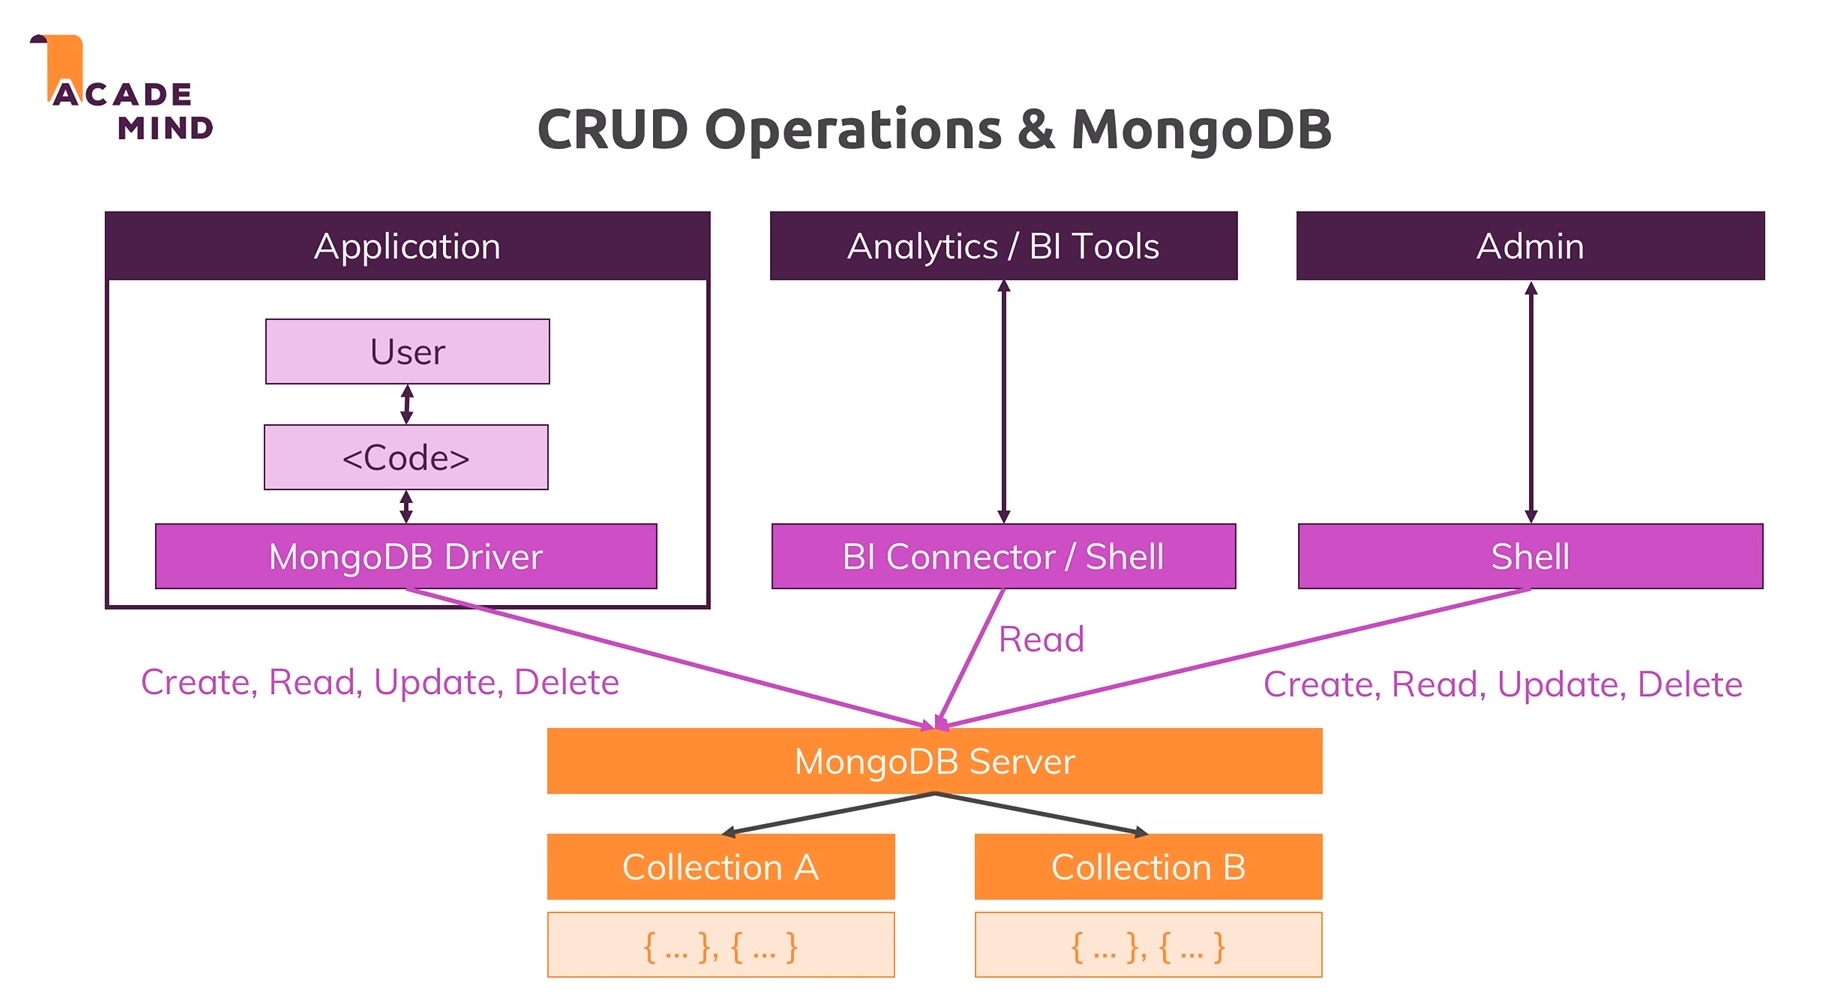 ACADE
MIND
CRUD Operations & MongoDB
Application
Analytics / BI Tools
Admin
User
<Code>
MongoDB Driver
BI Connector / Shell
Shell
Read
Create, Read, Update, Delete
Create, Read, Update, Delete
MongoDB Server
Collection A
Collection B
{ ... }, { ... }
{ ... }, { ... }